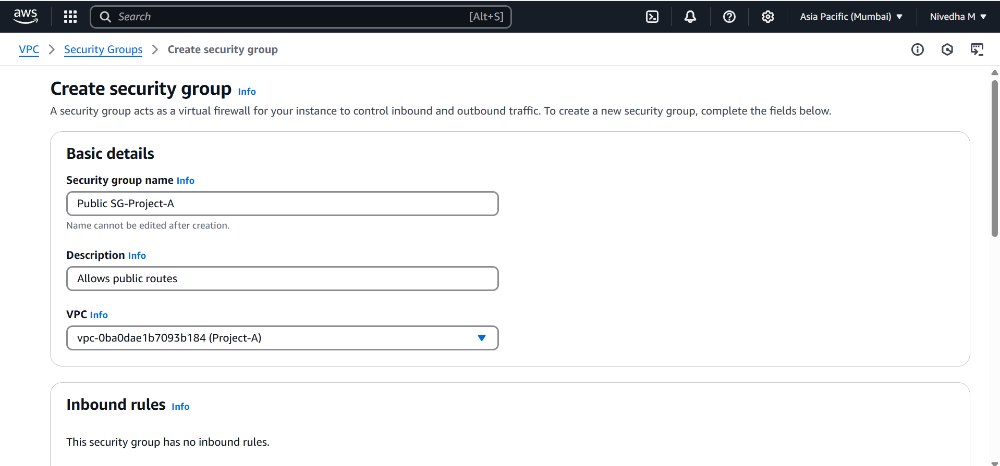 aws
Search [Alt+S]
Asia Pacific (Mumbai)
Nivedha M
VPC
Security Groups
Create security group
Create security group Info
A security group acts as a virtual firewall for your instance to control inbound and outbound traffic. To create a new security group, complete the fields below.
Basic details
Security group name Info
Public SG-Project-A
Name cannot be edited after creation.
Description Info
Allows public routes
VPC Info
vpc-0ba0dae1b7093b184 (Project-A)
Inbound rules Info
This security group has no inbound rules.